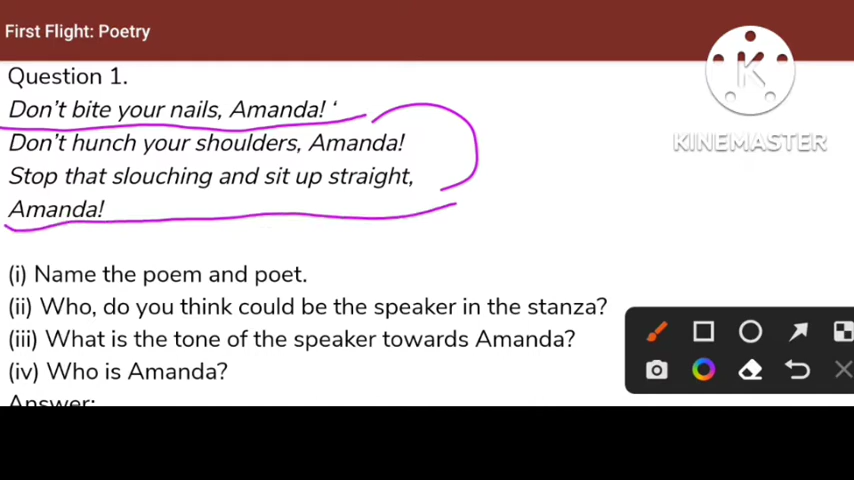 First Flight: Poetry
Question 1.
Don't bite your nails, Amanda! ‘
Don't hunch your shoulders, Amanda!
Stop that slouching and sit up straight,
Amanda!
(i) Name the poem and poet.
(ii) Who, do you think could be the speaker in the stanza?
(iii) What is the tone of the speaker towards Amanda?
(iv) Who is Amanda?
Answer:
K
KINEMASTER